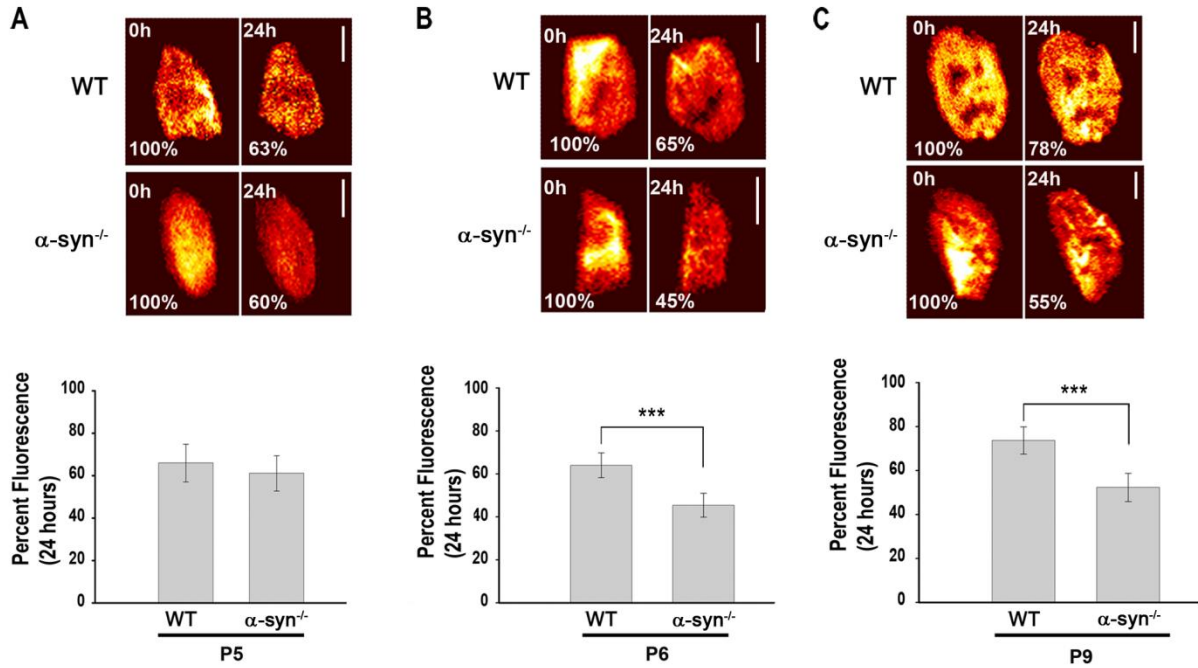 A
0h
24h
WT
100%
63%
0h
24h
α-syn-/-
100%
60%
Percent Fluorescence
(24 hours)
100
80
60
40
20
0
WT
α-syn-/-
P5
B
0h
24h
WT
100%
65%
0h
24h
α-syn-/-
100%
45%
Percent Fluorescence
(24 hours)
100
80
60
40
20
0
***
WT
α-syn-/-
P6
C
0h
24h
WT
100%
78%
0h
24h
α-syn-/-
100%
55%
Percent Fluorescence
(24 hours)
100
80
60
40
20
0
***
WT
α-syn-/-
P9